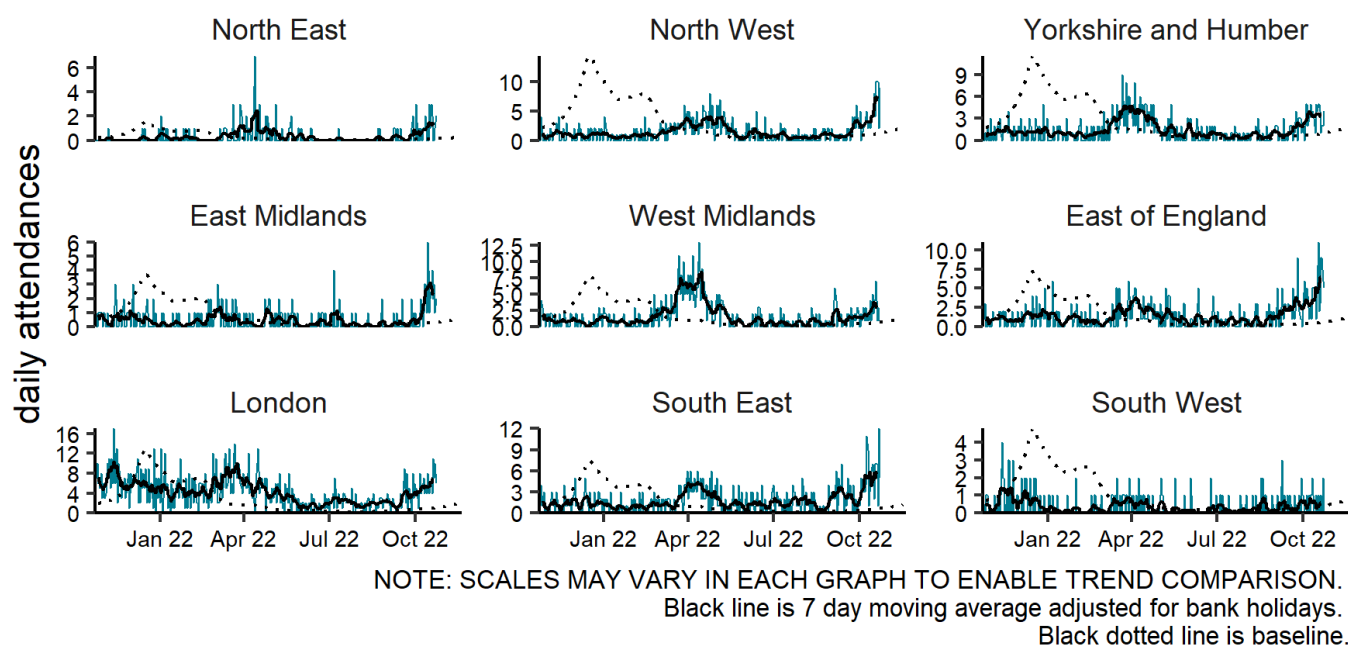 North East
North West
Yorkshire and Humber
6
4
2
0
10
5
0
9
6
3
0
daily attendances
East Midlands
West Midlands
East of England
6
5
4
3
2
1
0
12.5
10.0
7.5
5.0
2.5
0.0
10.0
7.5
5.0
2.5
0.0
London
South East
South West
16
12
8
4
0
12
9
6
3
0
4
3
2
1
0
Jan 22 Apr 22 Jul 22 Oct 22
Jan 22 Apr 22 Jul 22 Oct 22
Jan 22 Apr 22 Jul 22 Oct 22
NOTE: SCALES MAY VARY IN EACH GRAPH TO ENABLE TREND COMPARISON.
Black line is 7 day moving average adjusted for bank holidays.
Black dotted line is baseline.